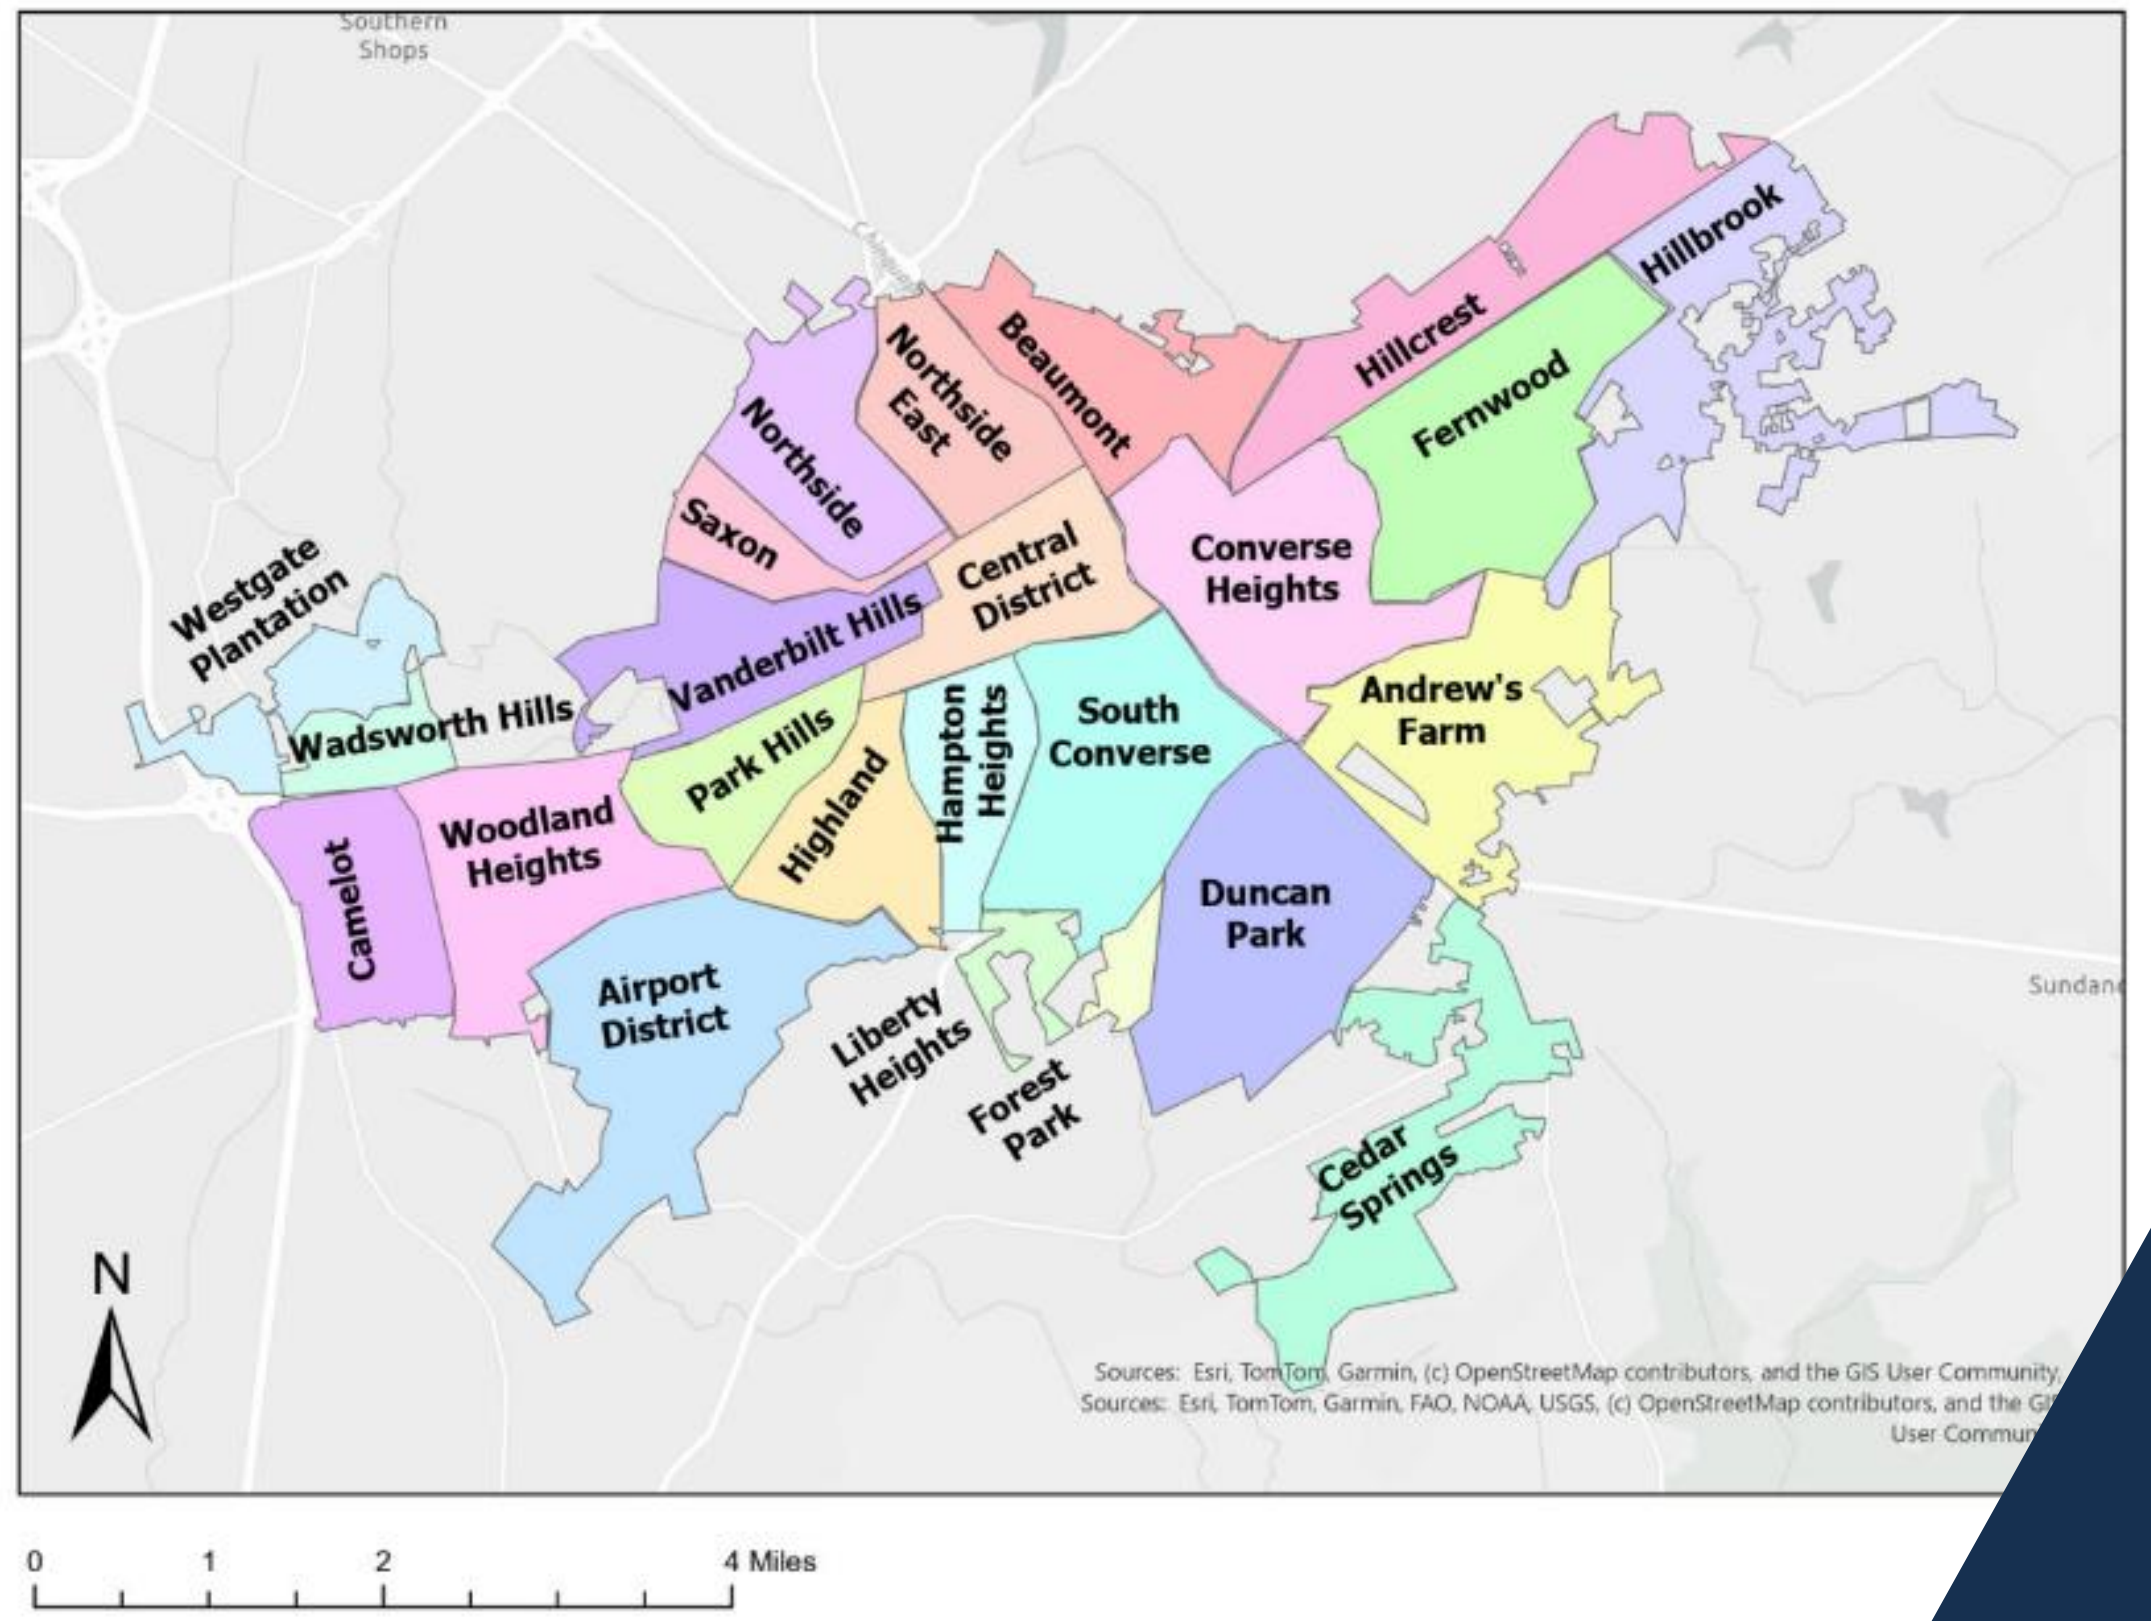 Southern
Shops
Hillbrook
Hillcrest
Beaumont
Northside
East
Northside
Fernwood
Saxon
Central
District
Converse
Heights
Westgate
Plantation
Vanderbilt Hills
Wadsworth Hills
Andrew's
Farm
South
Converse
Hampton
Heights
Park Hills
Highland
Woodland
Heights
Camelot
Duncan
Park
Airport
District
Liberty
Heights
Forest
Park
Cedar
Springs
N
Sources: Esri, TomTom, Garmin, (c) OpenStreetMap contributors, and the GIS User Community,
Sources: Esri, TomTom, Garmin, FAO, NOAA, USGS, (c) OpenStreetMap contributors, and the
User
0 1 2 4 Miles